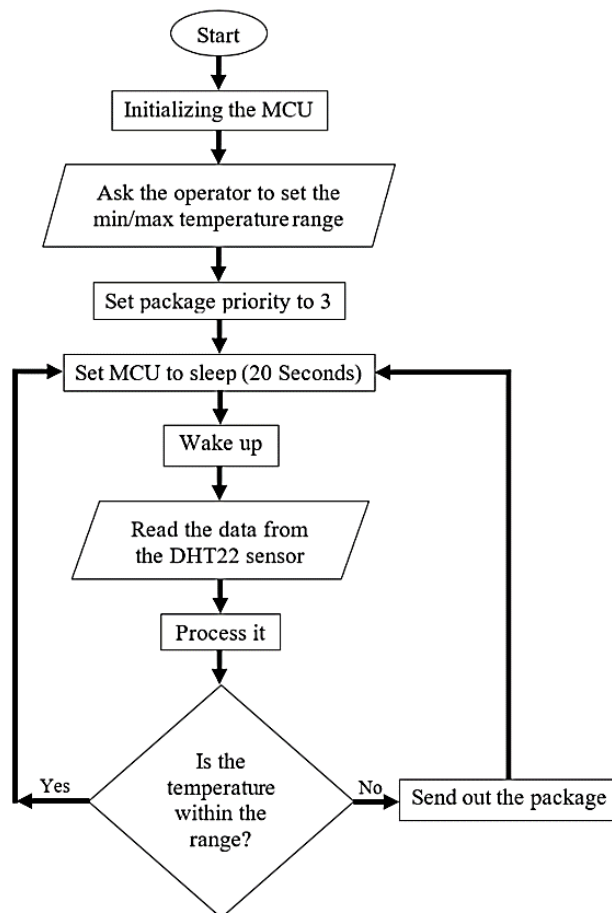 Start
Initializing the MCU
Ask the operator to set the
min/max temperature range
Set package priority to 3
Set MCU to sleep (20 Seconds)
Wake up
Read the data from
the DHT22 sensor
Process it
Is the
temperature
within the
range?
Yes
No
Send out the package